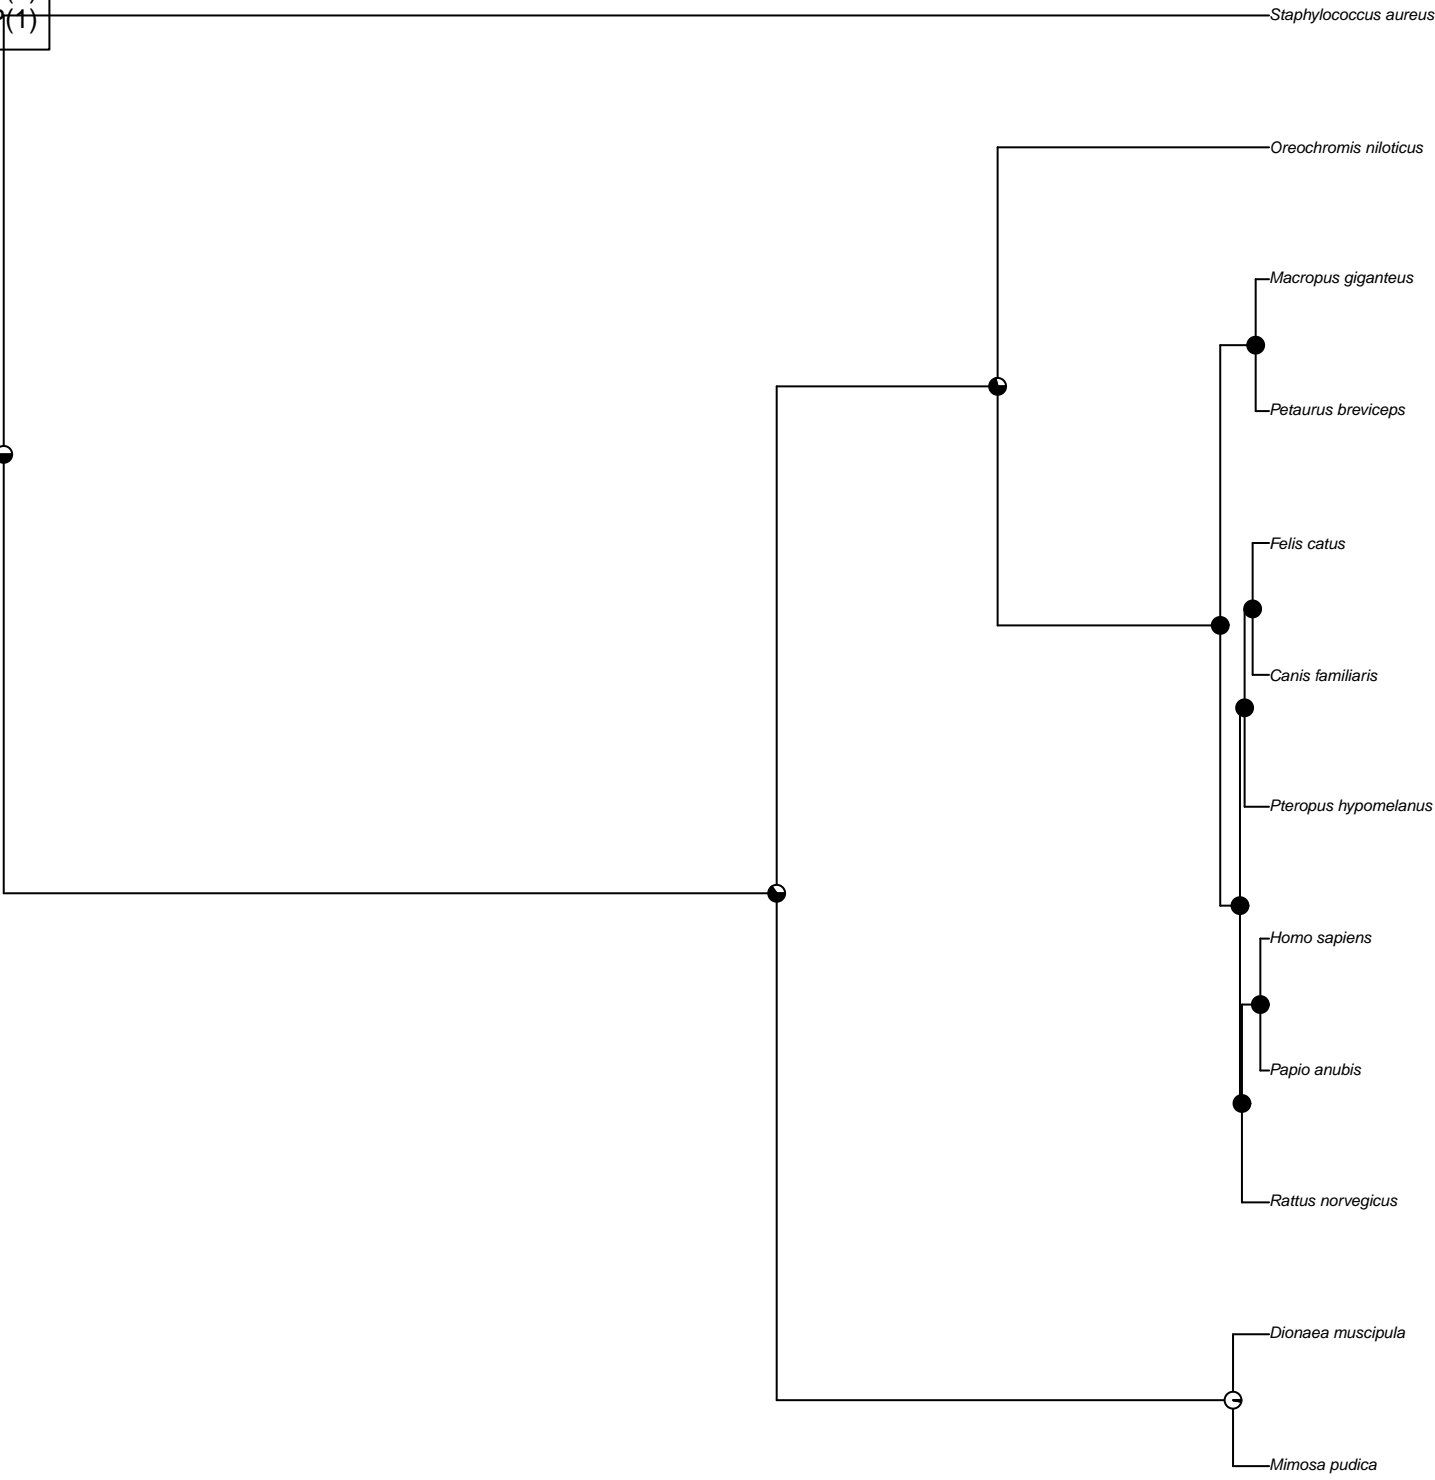 (1)
Staphylococcus aureus
Oreochromis niloticus
Macropus giganteus
Petaurus breviceps
Felis catus
Canis familiaris
Pteropus hypomelanus
Homo sapiens
Papio anubis
Rattus norvegicus
Dionaea muscipula
Mimosa pudica